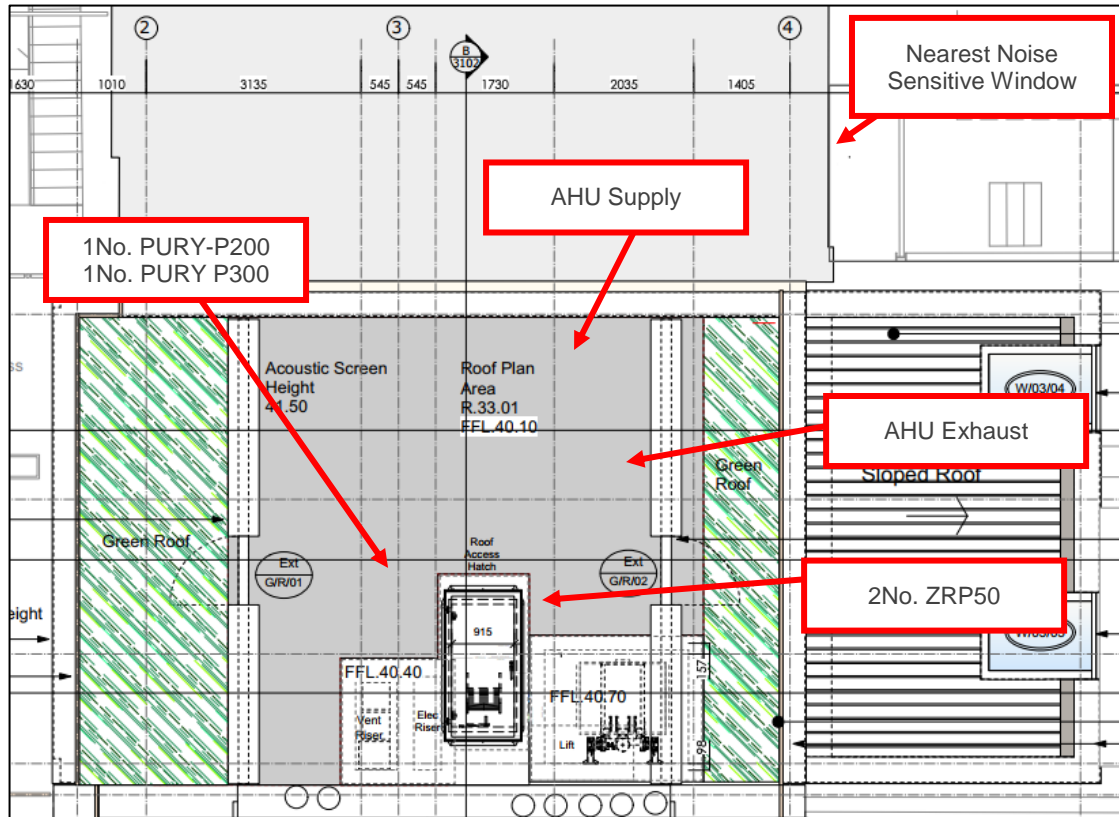 2
3
4
B
3102
1630
1010
3135
545
545
1730
2035
1405
Nearest Noise
Sensitive Window
AHU Supply
1No. PURY-P200
1No. PURY P300
Acoustic Screen
Height
41.50
Roof Plan
Area
R.33.01
FFL.40.10
ss
W/03/04
AHU Exhaust
Green
Roof
Sloped Roof
Green Roof
Roof
Access
Hatch
Ext
G/R/01
Ext
G/R/02
2No. ZRP50
eight
915
FFL.40.40
FFL.40.70
157
Vent
Riser
Elec
Riser
Lift
98